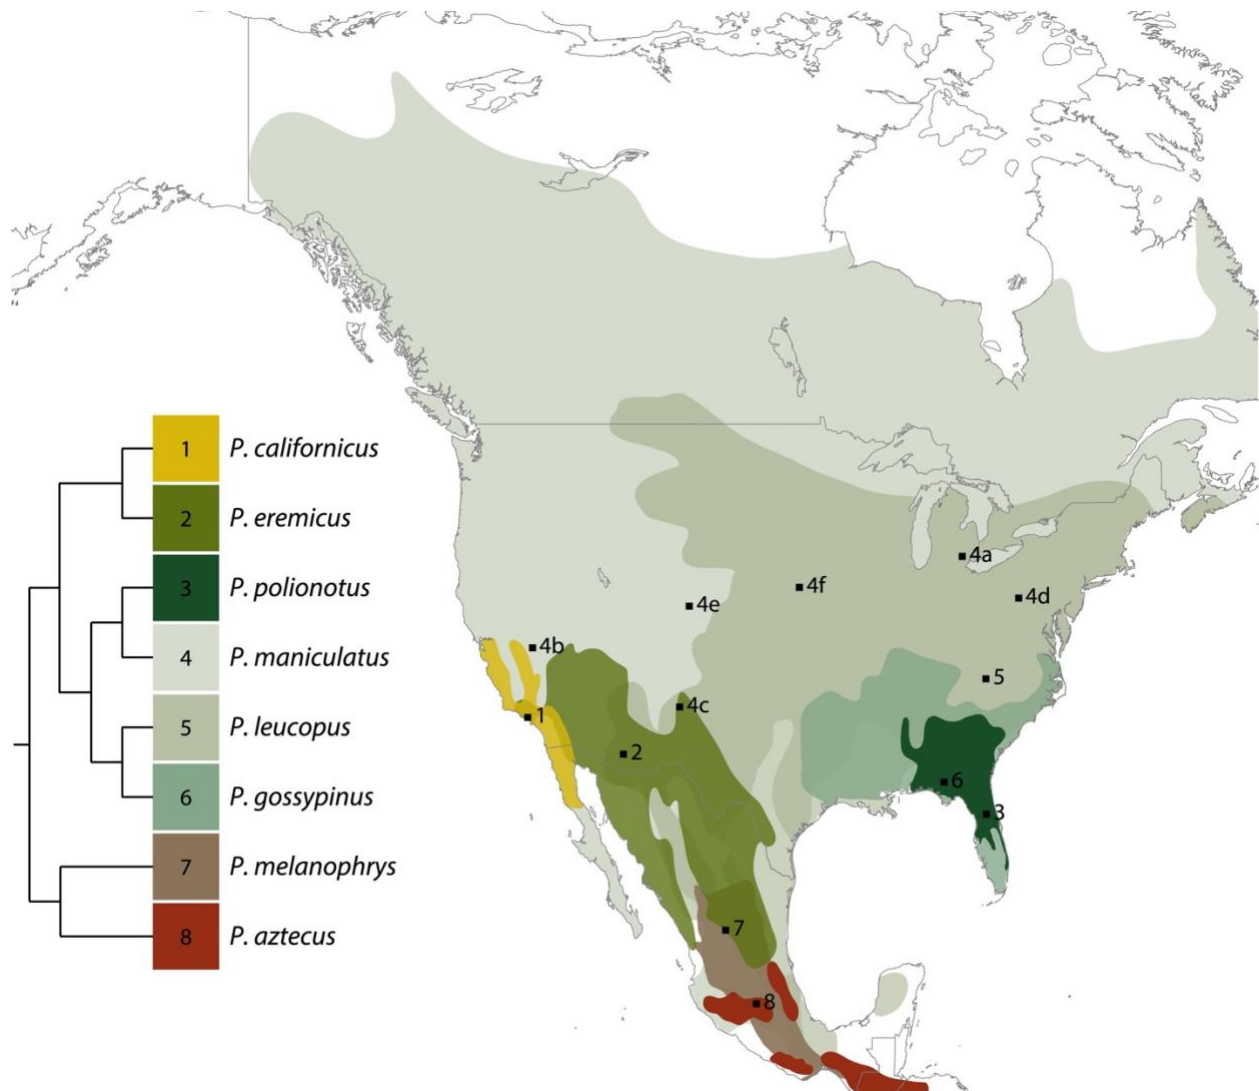 1 P. californicus
2 P. eremicus
3 P. polionotus
4 P. maniculatus
5 P. leucopus
6 P. gossypinus
7 P. melanophrys
8 P. aztecus
4a
4f
4d
4e
4b
5
4c
1
2
6
3
7
8